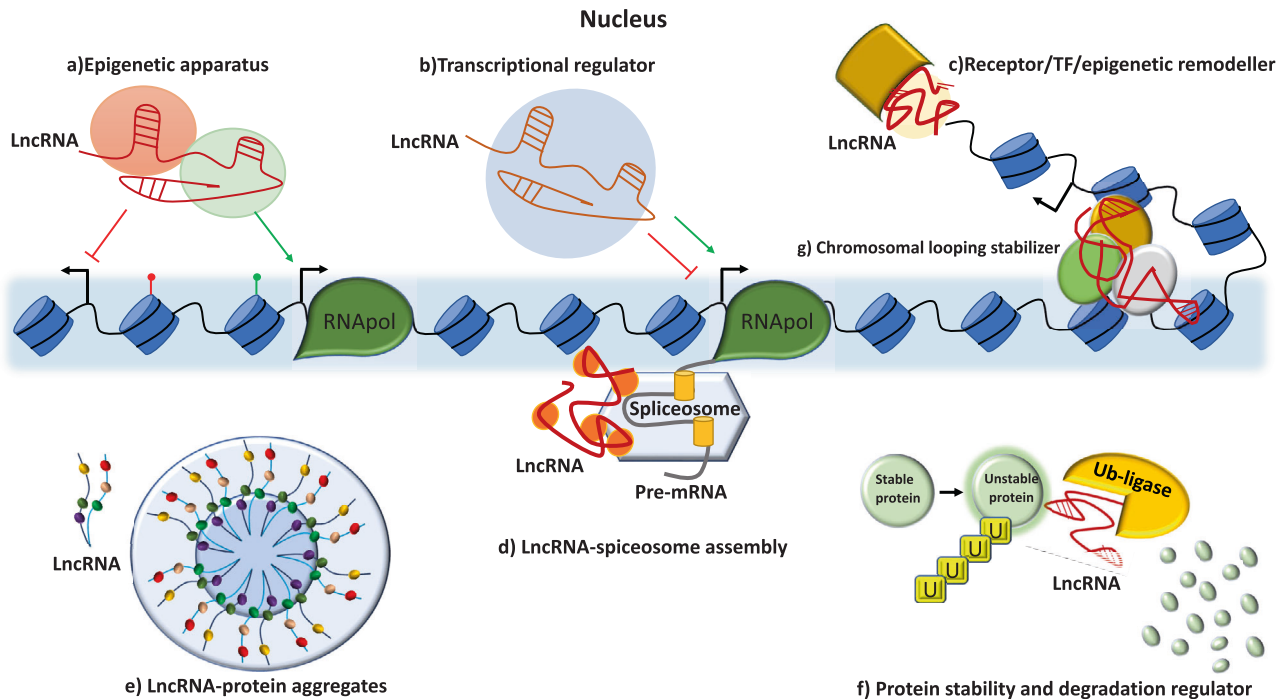 Nucleus
a)Epigenetic apparatus
b)Transcriptional regulator
c)Receptor/TF/epigenetic remodeller
LncRNA
LncRNA
LncRNA
g) Chromosomal looping stabilizer
RNApol
RNApol
Spliceosome
LncRNA
Pre-mRNA
d) LncRNA-spiceosome assembly
LncRNA
e) LncRNA-protein aggregates
Stable
protein
Unstable
protein
Ub-ligase
U
U
U
U
LncRNA
f) Protein stability and degradation regulator